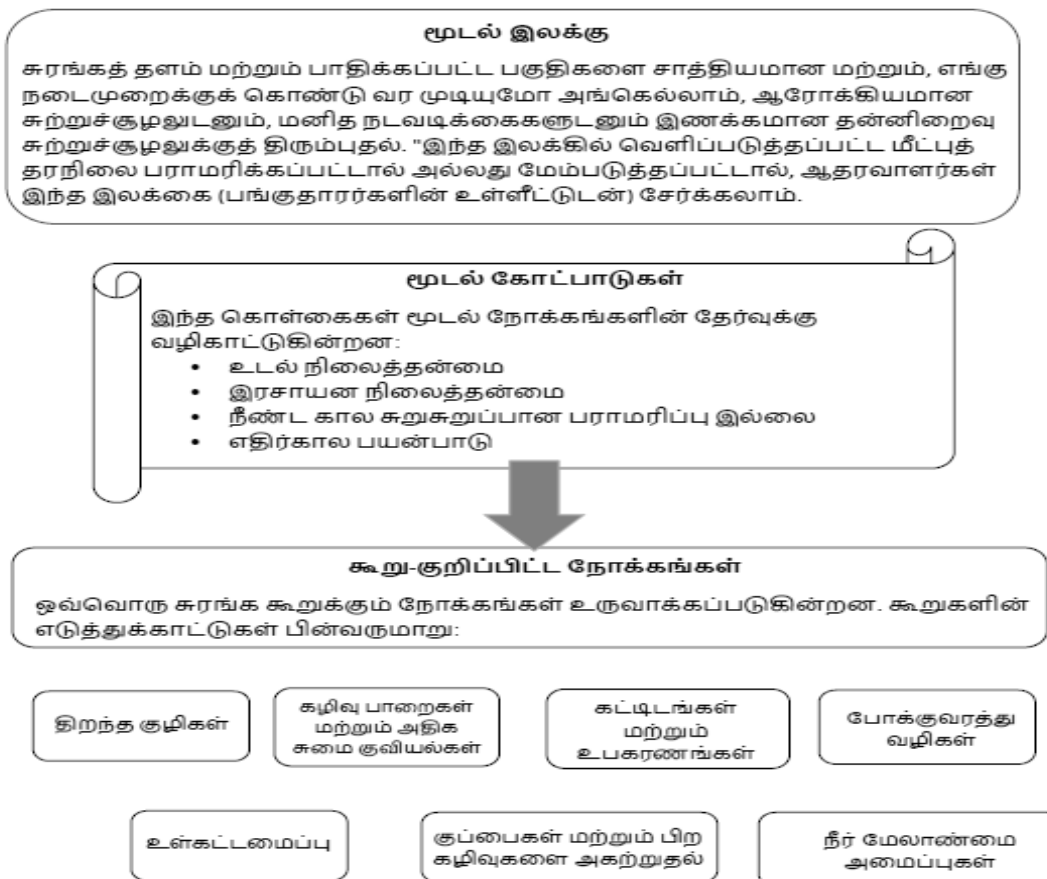 மூடல் இலக்கு
சுரங்கத் தளம் மற்றும் பாதிக்கப்பட்ட பகுதிகளை சாத்தியமான மற்றும், எங்கு
நடைமுறைக்குக் கொண்டு வர முடியுமோ அங்கெல்லாம், ஆரோக்கியமான
சுற்றுச்சூழலுடனும், மனித நடவடிக்கைகளுடனும் இணக்கமான தன்னிறைவு
சுற்றுச்சூழலுக்குத் திரும்புதல். "இந்த இலக்கில் வெளிப்படுத்தப்பட்ட மீட்புத்
தரநிலை பராமரிக்கப்பட்டால் அல்லது மேம்படுத்தப்பட்டால், ஆதரவாளர்கள்
இந்த இலக்கை (பங்குதாரர்களின் உள்ளீட்டுடன்) சேர்க்கலாம்.
மூடல் கோட்பாடுகள்
இந்த கொள்கைகள் மூடல் நோக்கங்களின் தேர்வுக்கு
வழிகாட்டுகின்றன:
• உடல் நிலைத்தன்மை
• இரசாயன நிலைத்தன்மை
• நீண்ட கால சுறுசுறுப்பான பராமரிப்பு இல்லை
• எதிர்கால பயன்பாடு
கூறு-குறிப்பிட்ட நோக்கங்கள்
ஒவ்வொரு சுரங்க கூறுக்கும் நோக்கங்கள் உருவாக்கப்படுகின்றன. கூறுகளின்
எடுத்துக்காட்டுகள் பின்வருமாறு:
திறந்த குழிகள்
கழிவு பாறைகள்
மற்றும் அதிக
சுமை குவியல்கள்
கட்டிடங்கள்
மற்றும்
உபகரணங்கள்
போக்குவரத்து
வழிகள்
உள்கட்டமைப்பு
குப்பைகள் மற்றும் பிற
கழிவுகளை அகற்றுதல்
நீர் மேலாண்மை
அமைப்புகள்